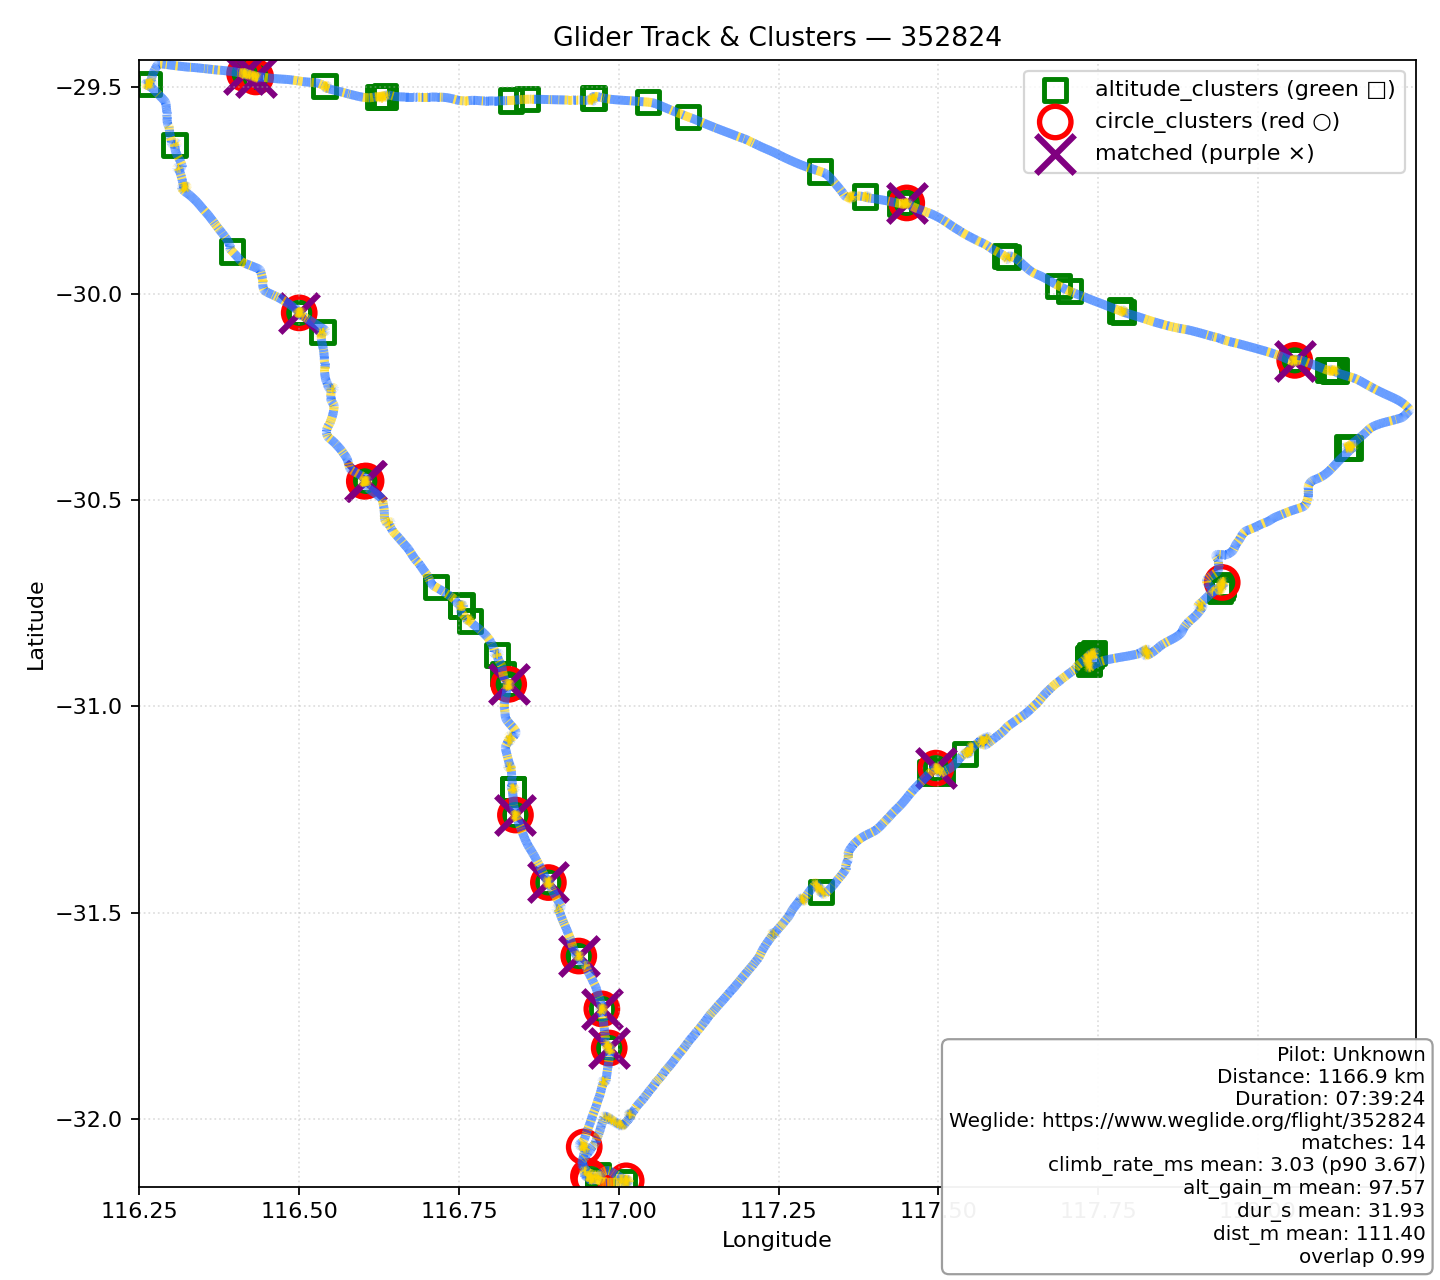 Glider Track & Clusters — 352824
altitude_clusters (green □)
circle_clusters (red ○)
matched (purple ×)
−29.5
−30.0
−30.5
−31.0
−31.5
−32.0
Latitude
116.25
116.50
116.75
117.00
117.25
117.50
117.75
Longitude
Pilot: Unknown
Distance: 1166.9 km
Duration: 07:39:24
Weglide: https://www.weglide.org/flight/352824
matches: 14
climb_rate_ms mean: 3.03 (p90 3.67)
alt_gain_m mean: 97.57
dur_s mean: 31.93
dist_m mean: 111.40
overlap 0.99